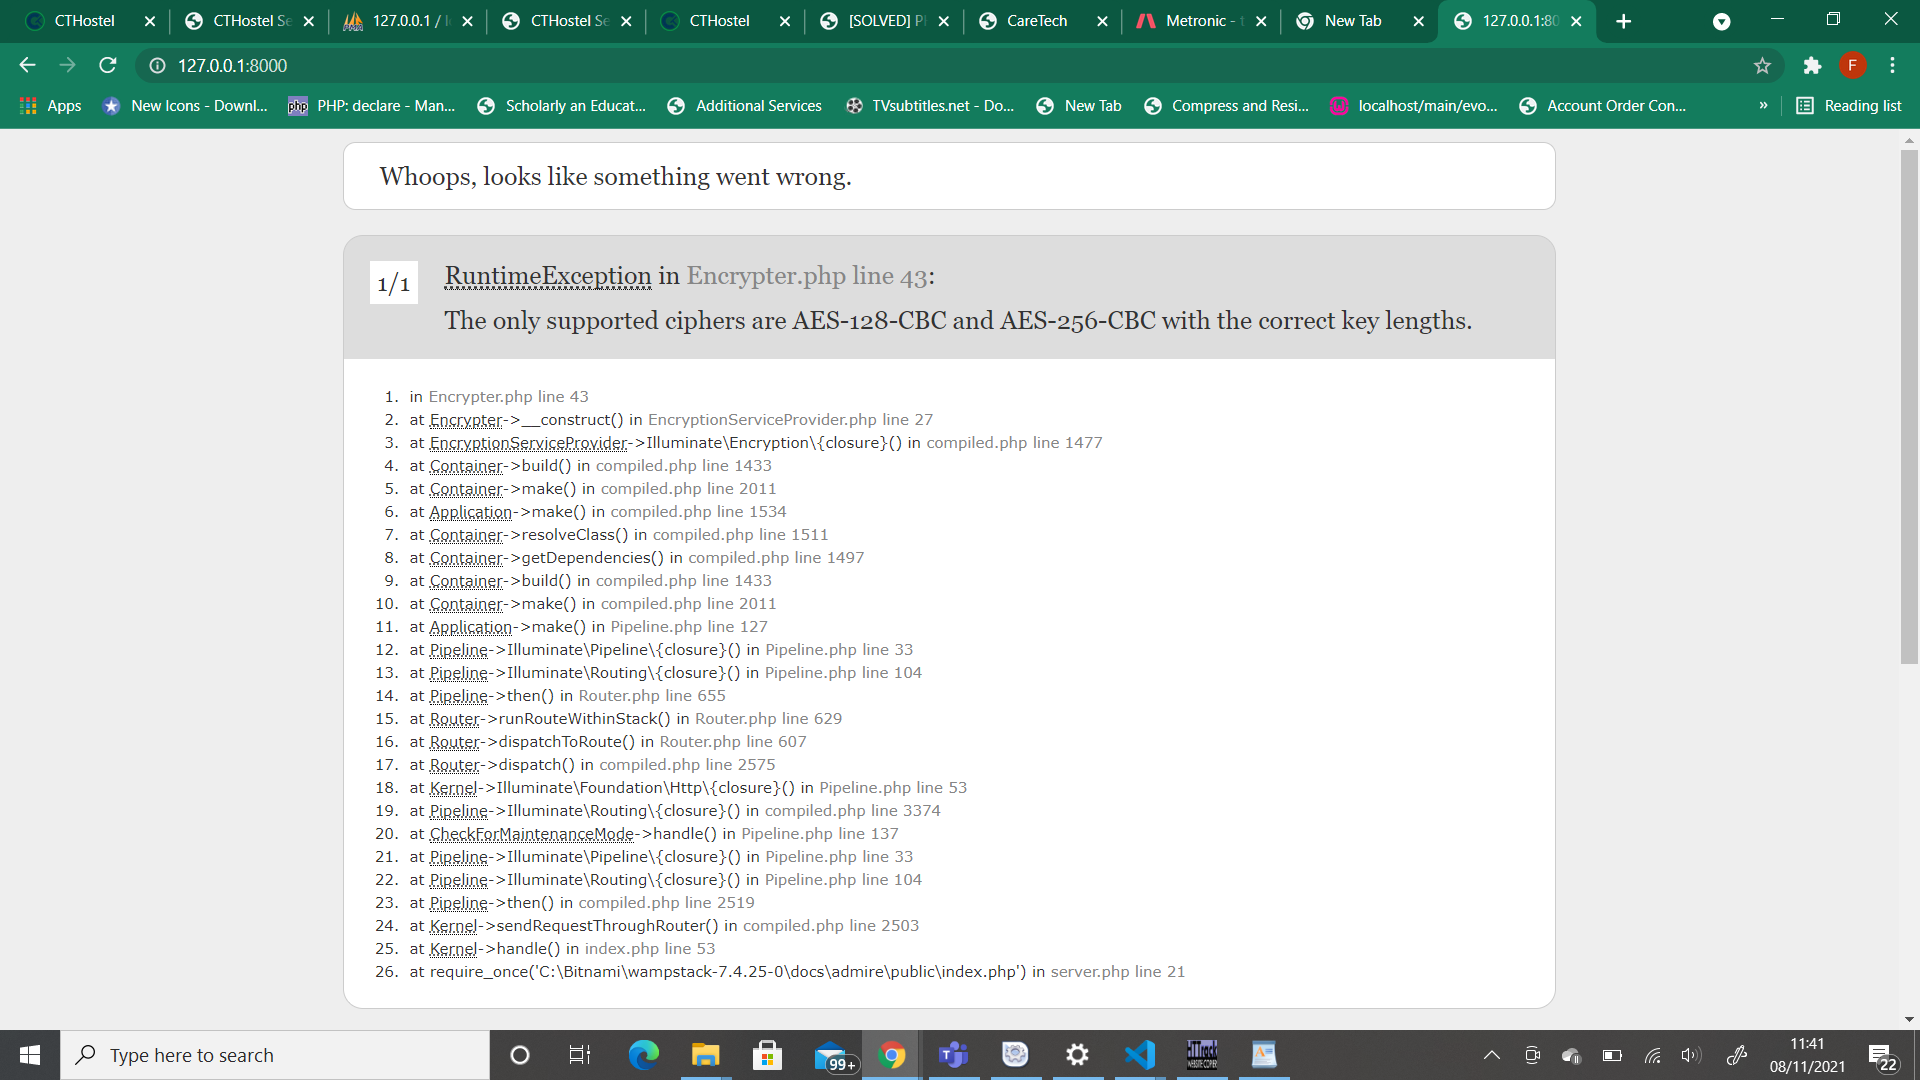 CTHostel
CTHostel Se
127.0.0.1 / l
CTHostel Se
CTHostel
[SOLVED] P
CareTech
Metronic - t
New Tab
127.0.0.1:80
127.0.0.1:8000
F
Apps
New Icons - Downl...
php
PHP: declare - Man...
Scholarly an Educat...
Additional Services
TVsubtitles.net - Do...
New Tab
Compress and Resi...
localhost/main/evo...
Account Order Con...
»
Reading list
Whoops, looks like something went wrong.
1/1
RuntimeException in Encrypter.php line 43:
The only supported ciphers are AES-128-CBC and AES-256-CBC with the correct key lengths.
1. in Encrypter.php line 43
2. at Encrypter->__construct() in EncryptionServiceProvider.php line 27
3. at EncryptionServiceProvider->Illuminate\Encryption\{closure}() in compiled.php line 1477
4. at Container->build() in compiled.php line 1433
5. at Container->make() in compiled.php line 2011
6. at Application->make() in compiled.php line 1534
7. at Container->resolveClass() in compiled.php line 1511
8. at Container->getDependencies() in compiled.php line 1497
9. at Container->build() in compiled.php line 1433
10. at Container->make() in compiled.php line 2011
11. at Application->make() in Pipeline.php line 127
12. at Pipeline->Illuminate\Pipeline\{closure}() in Pipeline.php line 33
13. at Pipeline->Illuminate\Routing\{closure}() in Pipeline.php line 104
14. at Pipeline->then() in Router.php line 655
15. at Router->runRouteWithinStack() in Router.php line 629
16. at Router->dispatchToRoute() in Router.php line 607
17. at Router->dispatch() in compiled.php line 2575
18. at Kernel->Illuminate\Foundation\Http\{closure}() in Pipeline.php line 53
19. at Pipeline->Illuminate\Routing\{closure}() in compiled.php line 3374
20. at CheckForMaintenanceMode->handle() in Pipeline.php line 137
21. at Pipeline->Illuminate\Pipeline\{closure}() in Pipeline.php line 33
22. at Pipeline->Illuminate\Routing\{closure}() in Pipeline.php line 104
23. at Pipeline->then() in compiled.php line 2519
24. at Kernel->sendRequestThroughRouter() in compiled.php line 2503
25. at Kernel->handle() in index.php line 53
26. at require_once('C:\Bitnami\wampstack-7.4.25-0\docs\admire\public\index.php') in server.php line 21
Type here to search
99+
11:41
08/11/2021
22